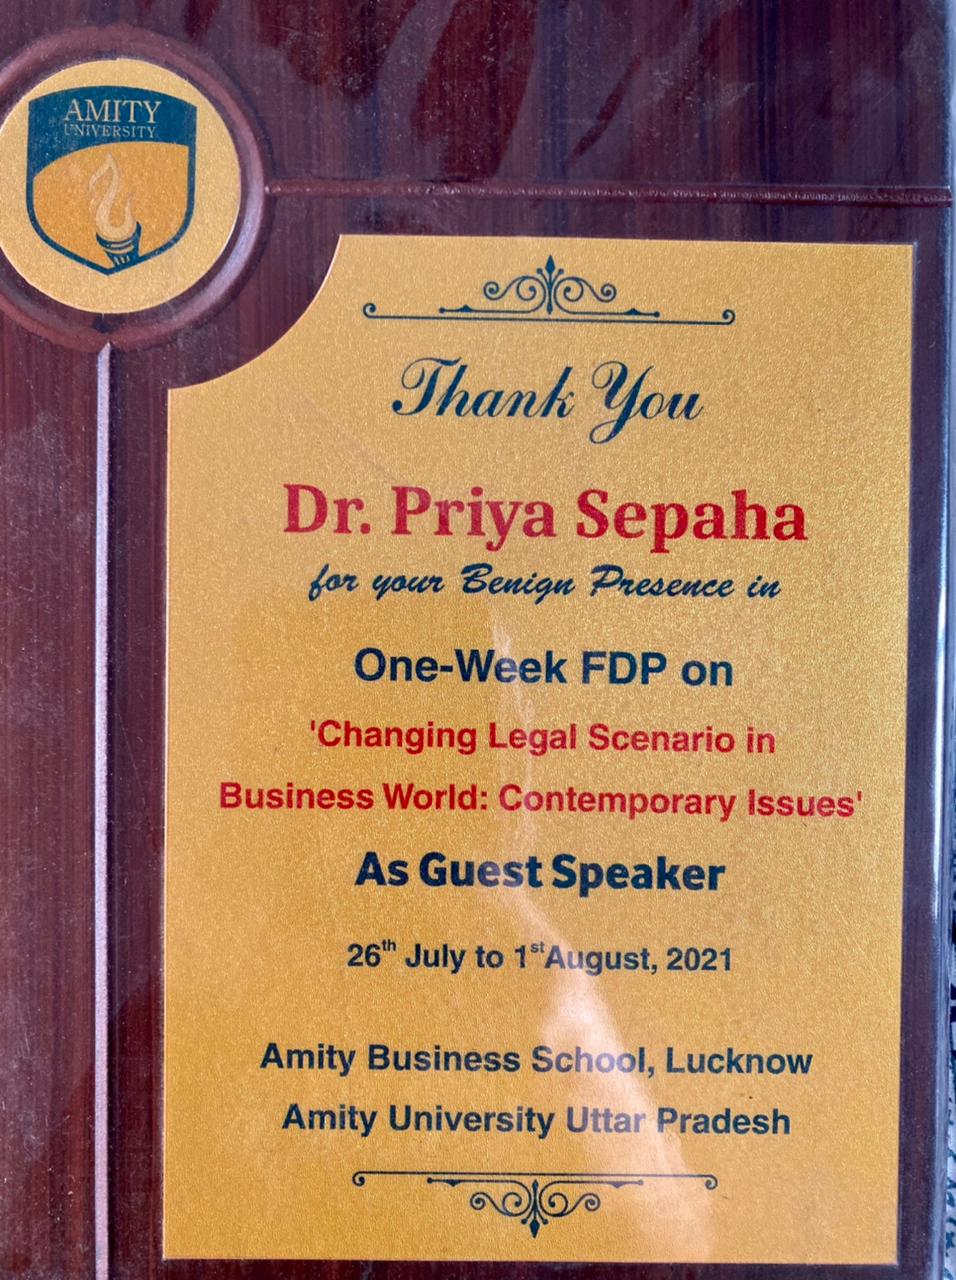 AMITY
UNIVERSITY
Thank You
Dr. Priya Sepaha
for your Benign Presence in
One-Week FDP on
'Changing Legal Scenario in
Business World: Contemporary Issues'
As Guest Speaker
26th July to 1st August, 2021
Amity Business School, Lucknow
Amity University Uttar Pradesh